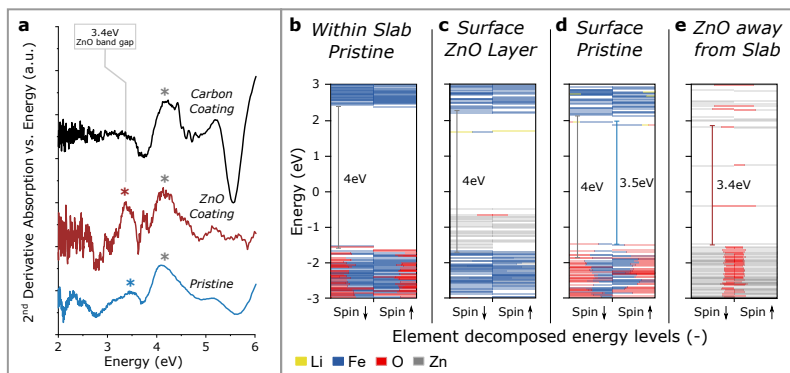 a
3.4eV
ZnO band gap
Carbon
Coating
ZnO
Coating
Pristine
2nd Derivative Absorption vs. Energy (a.u.)
2 3 4 5 6
Energy (eV)
b
Within Slab
Pristine
c
Surface
ZnO Layer
d
Surface
Pristine
e
ZnO away
from Slab
Energy (eV)
3
2
1
0
-1
-2
-3
4eV
4eV
4eV
3.5eV
3.4eV
Spin ↓ Spin ↑
Spin ↓ Spin ↑
Spin ↓ Spin ↑
Spin ↓ Spin ↑
Element decomposed energy levels (-)
Li Fe O Zn